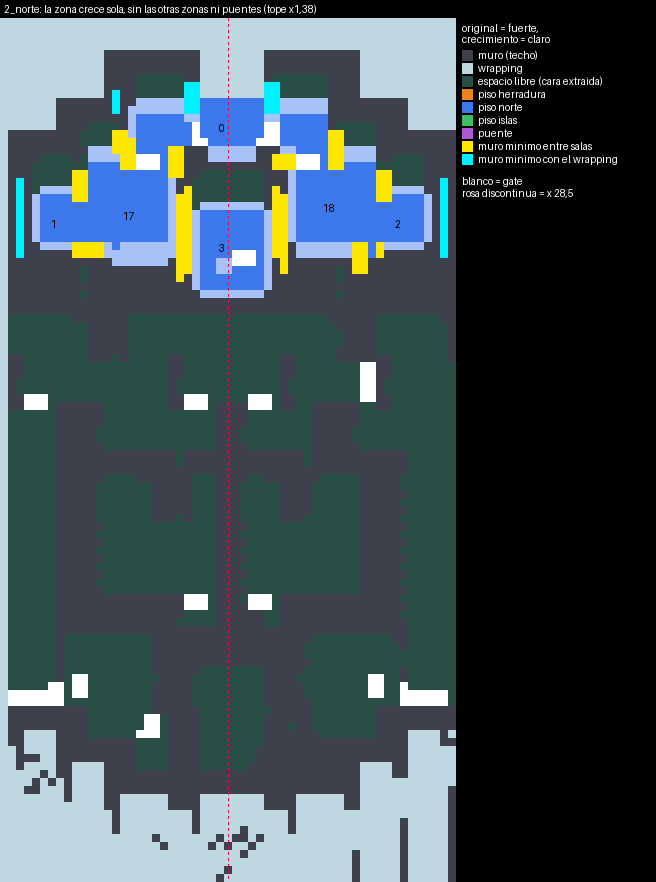 2_norte: la zona crece sola, sin las otras zonas ni puentes (tope x1,38)
original = fuerte,
crecimiento = claro
muro (techo)
wrapping
espacio libre (cara extraida)
piso herradura
piso norte
piso islas
puente
muro minimo entre salas
muro minimo con el wrapping
blanco = gate
rosa discontinua = x 28,5
0
17
18
1
2
3